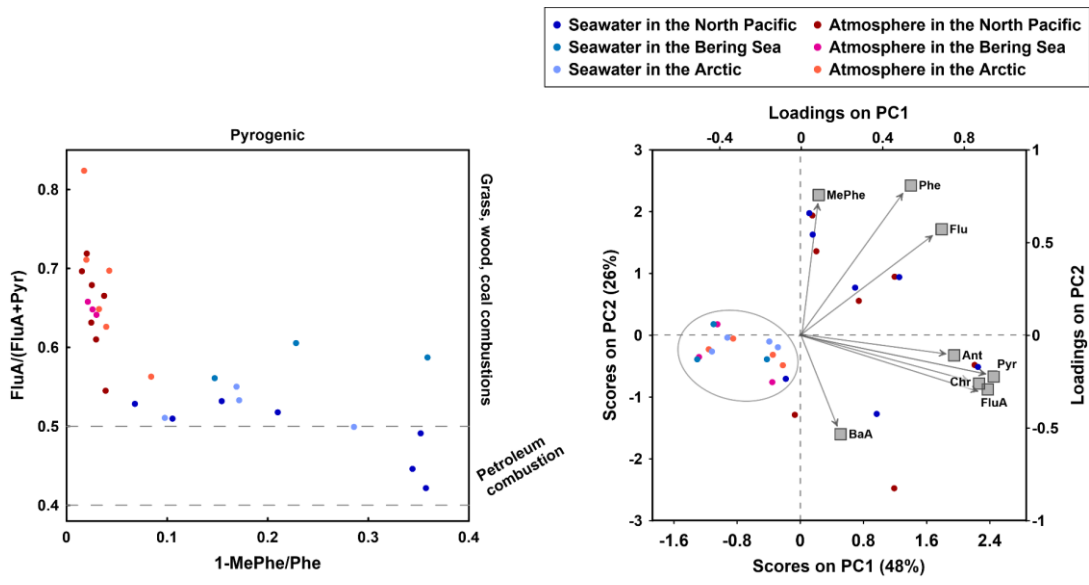 Seawater in the North Pacific
Seawater in the Bering Sea
Seawater in the Arctic
Atmosphere in the North Pacific
Atmosphere in the Bering Sea
Atmosphere in the Arctic
Pyrogenic
0.8
0.7
0.6
0.5
0.4
FluA/(FluA+Pyr)
0
0.1
0.2
0.3
0.4
1-MePhe/Phe
Grass, wood, coal combustions
Petroleum
combustion
Loadings on PC1
-0.4
0
0.4
0.8
3
2
1
0
-1
-2
-3
Scores on PC2 (26%)
MePhe
Phe
Flu
Ant
Pyr
Chr
FluA
BaA
1
0.5
0
-0.5
-1
Loadings on PC2
-1.6
-0.8
0
0.8
1.6
2.4
Scores on PC1 (48%)